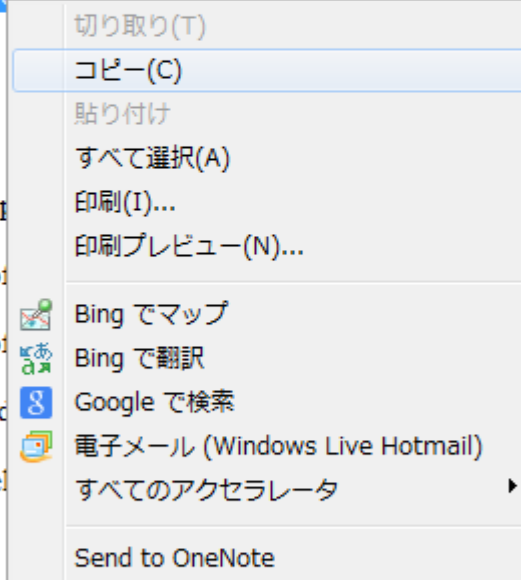 切り取り(T)
コピー(C)
貼り付け
すべて選択(A)
印刷(I)...
印刷プレビュー(N)...
Bing でマップ
Bing で翻訳
Google で検索
電子メール (Windows Live Hotmail)
すべてのアクセラレータ
Send to OneNote